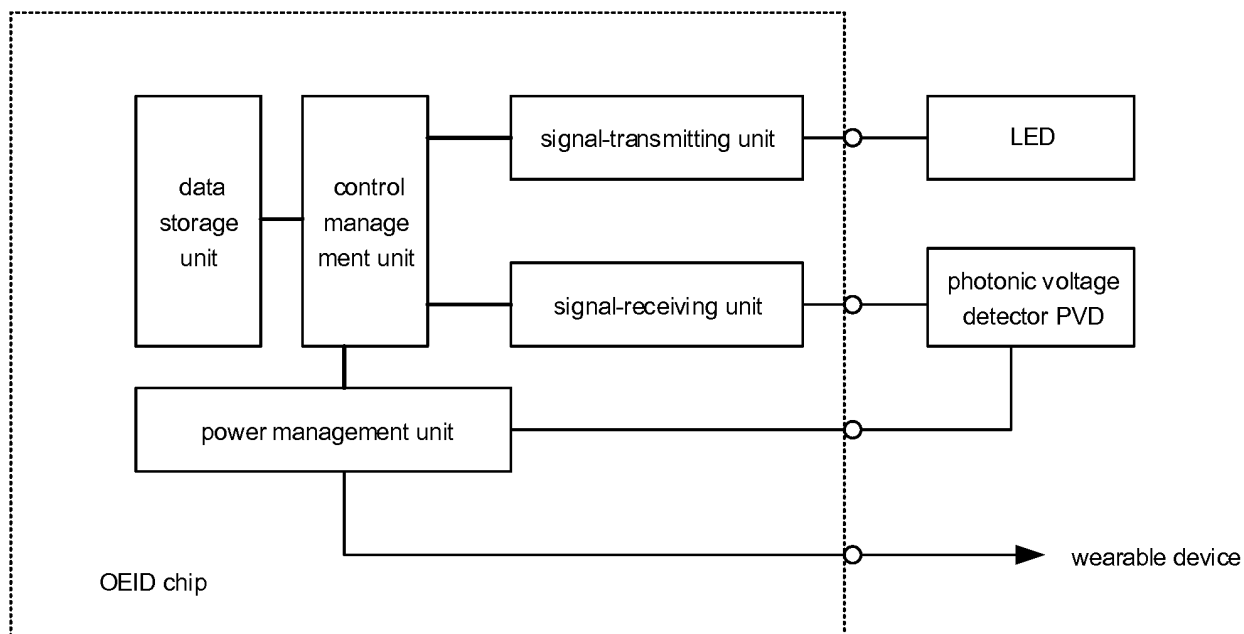 data
storage
unit
control
manage
ment unit
signal-transmitting unit
LED
signal-receiving unit
photonic voltage
detector PVD
power management unit
wearable device
OEID chip